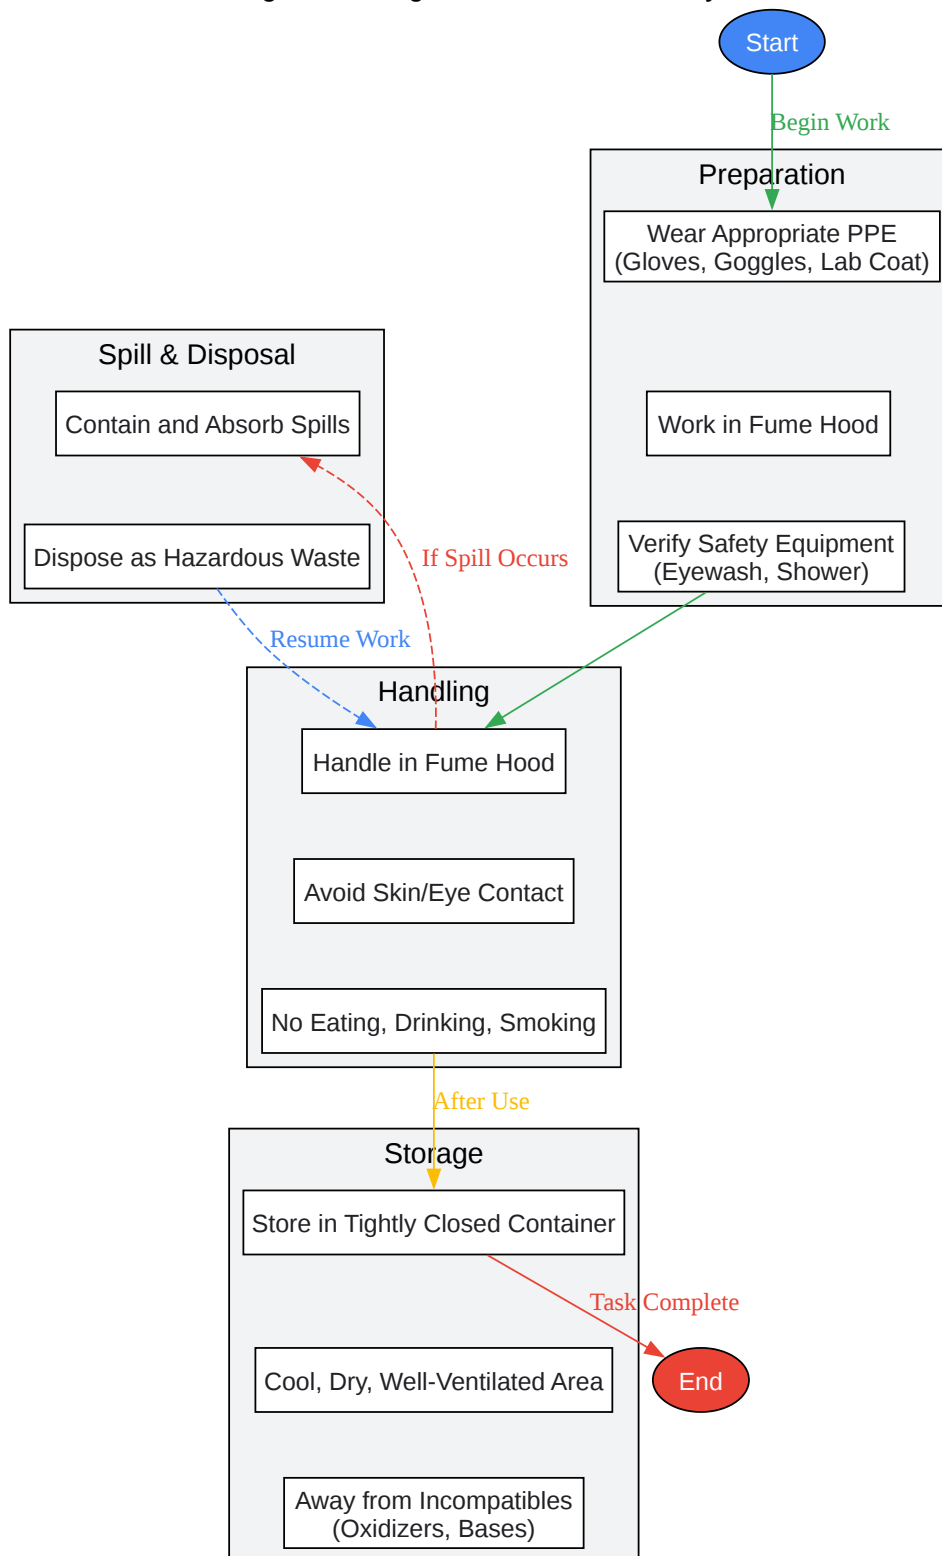 Start
Begin Work
Preparation
Wear Appropriate PPE
(Gloves, Goggles, Lab Coat)
Spill & Disposal
Contain and Absorb Spills
Work in Fume Hood
Dispose as Hazardous Waste
If Spill Occurs
Verify Safety Equipment
(Eyewash, Shower)
Resume Work
Handling
Handle in Fume Hood
Avoid Skin/Eye Contact
No Eating, Drinking, Smoking
After Use
Storage
Store in Tightly Closed Container
Task Complete
Cool, Dry, Well-Ventilated Area
End
Away from Incompatibles
(Oxidizers, Bases)